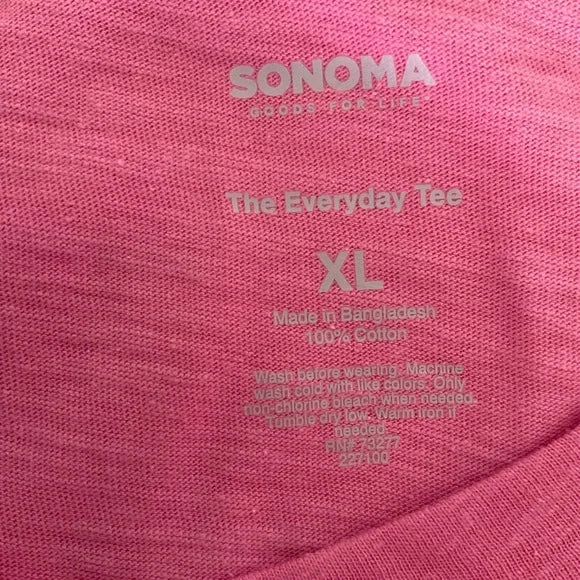 SONOMA
GOODS FOR LIFE
The Everyday Tee
XL
Made in Bangladesh
100% Cotton
Wash before wearing. Machine
wash cold with like colors. Only
non-chlorine bleach when needed.
Tumble dry low. Warm iron if
needed.
RN# 73277
227100